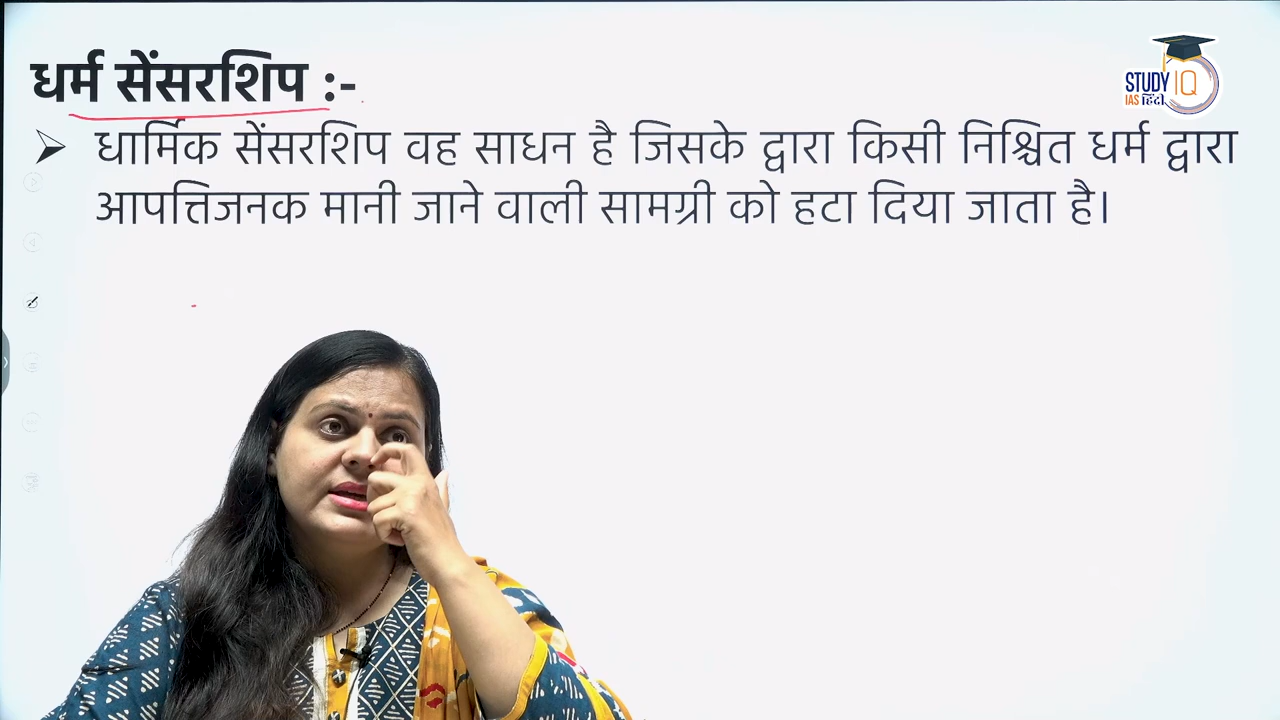 धर्म सेंसरशिप :-
STUDY IQ
IAS हिंदी
धार्मिक सेंसरशिप वह साधन है जिसके द्वारा किसी निश्चित धर्म द्वारा
आपत्तिजनक मानी जाने वाली सामग्री को हटा दिया जाता है।